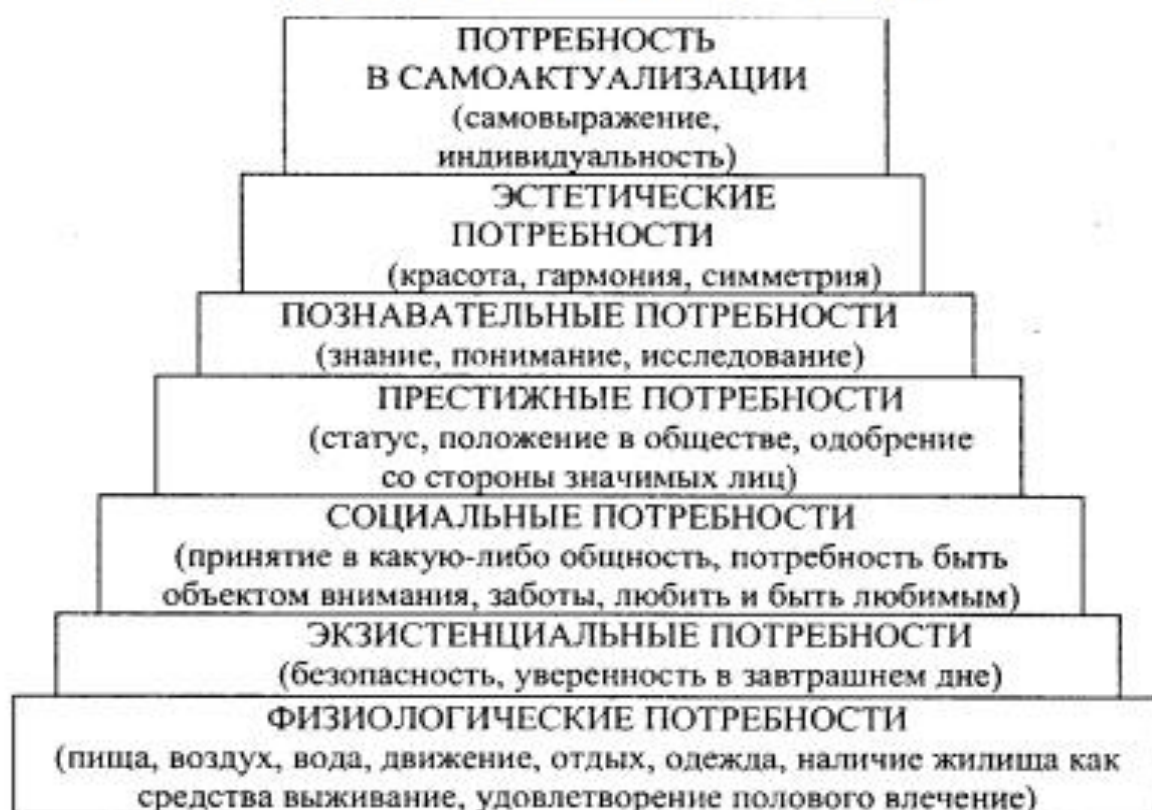 ПОТРЕБНОСТЬ
В САМОАКТУАЛИЗАЦИИ
(самовыражение,
индивидуальность)
ЭСТЕТИЧЕСКИЕ
ПОТРЕБНОСТИ
(красота, гармония, симметрия)
ПОЗНАВАТЕЛЬНЫЕ ПОТРЕБНОСТИ
(знание, понимание, исследование)
ПРЕСТИЖНЫЕ ПОТРЕБНОСТИ
(статус, положение в обществе, одобрение
со стороны значимых лиц)
СОЦИАЛЬНЫЕ ПОТРЕБНОСТИ
(принятие в какую-либо общность, потребность быть
объектом внимания, заботы, любить и быть любимым)
ЭКЗИСТЕНЦИАЛЬНЫЕ ПОТРЕБНОСТИ
(безопасность, уверенность в завтрашнем дне)
ФИЗИОЛОГИЧЕСКИЕ ПОТРЕБНОСТИ
(пища, воздух, вода, движение, отдых, одежда, наличие жилища как
средства выживание, удовлетворение полового влечение)